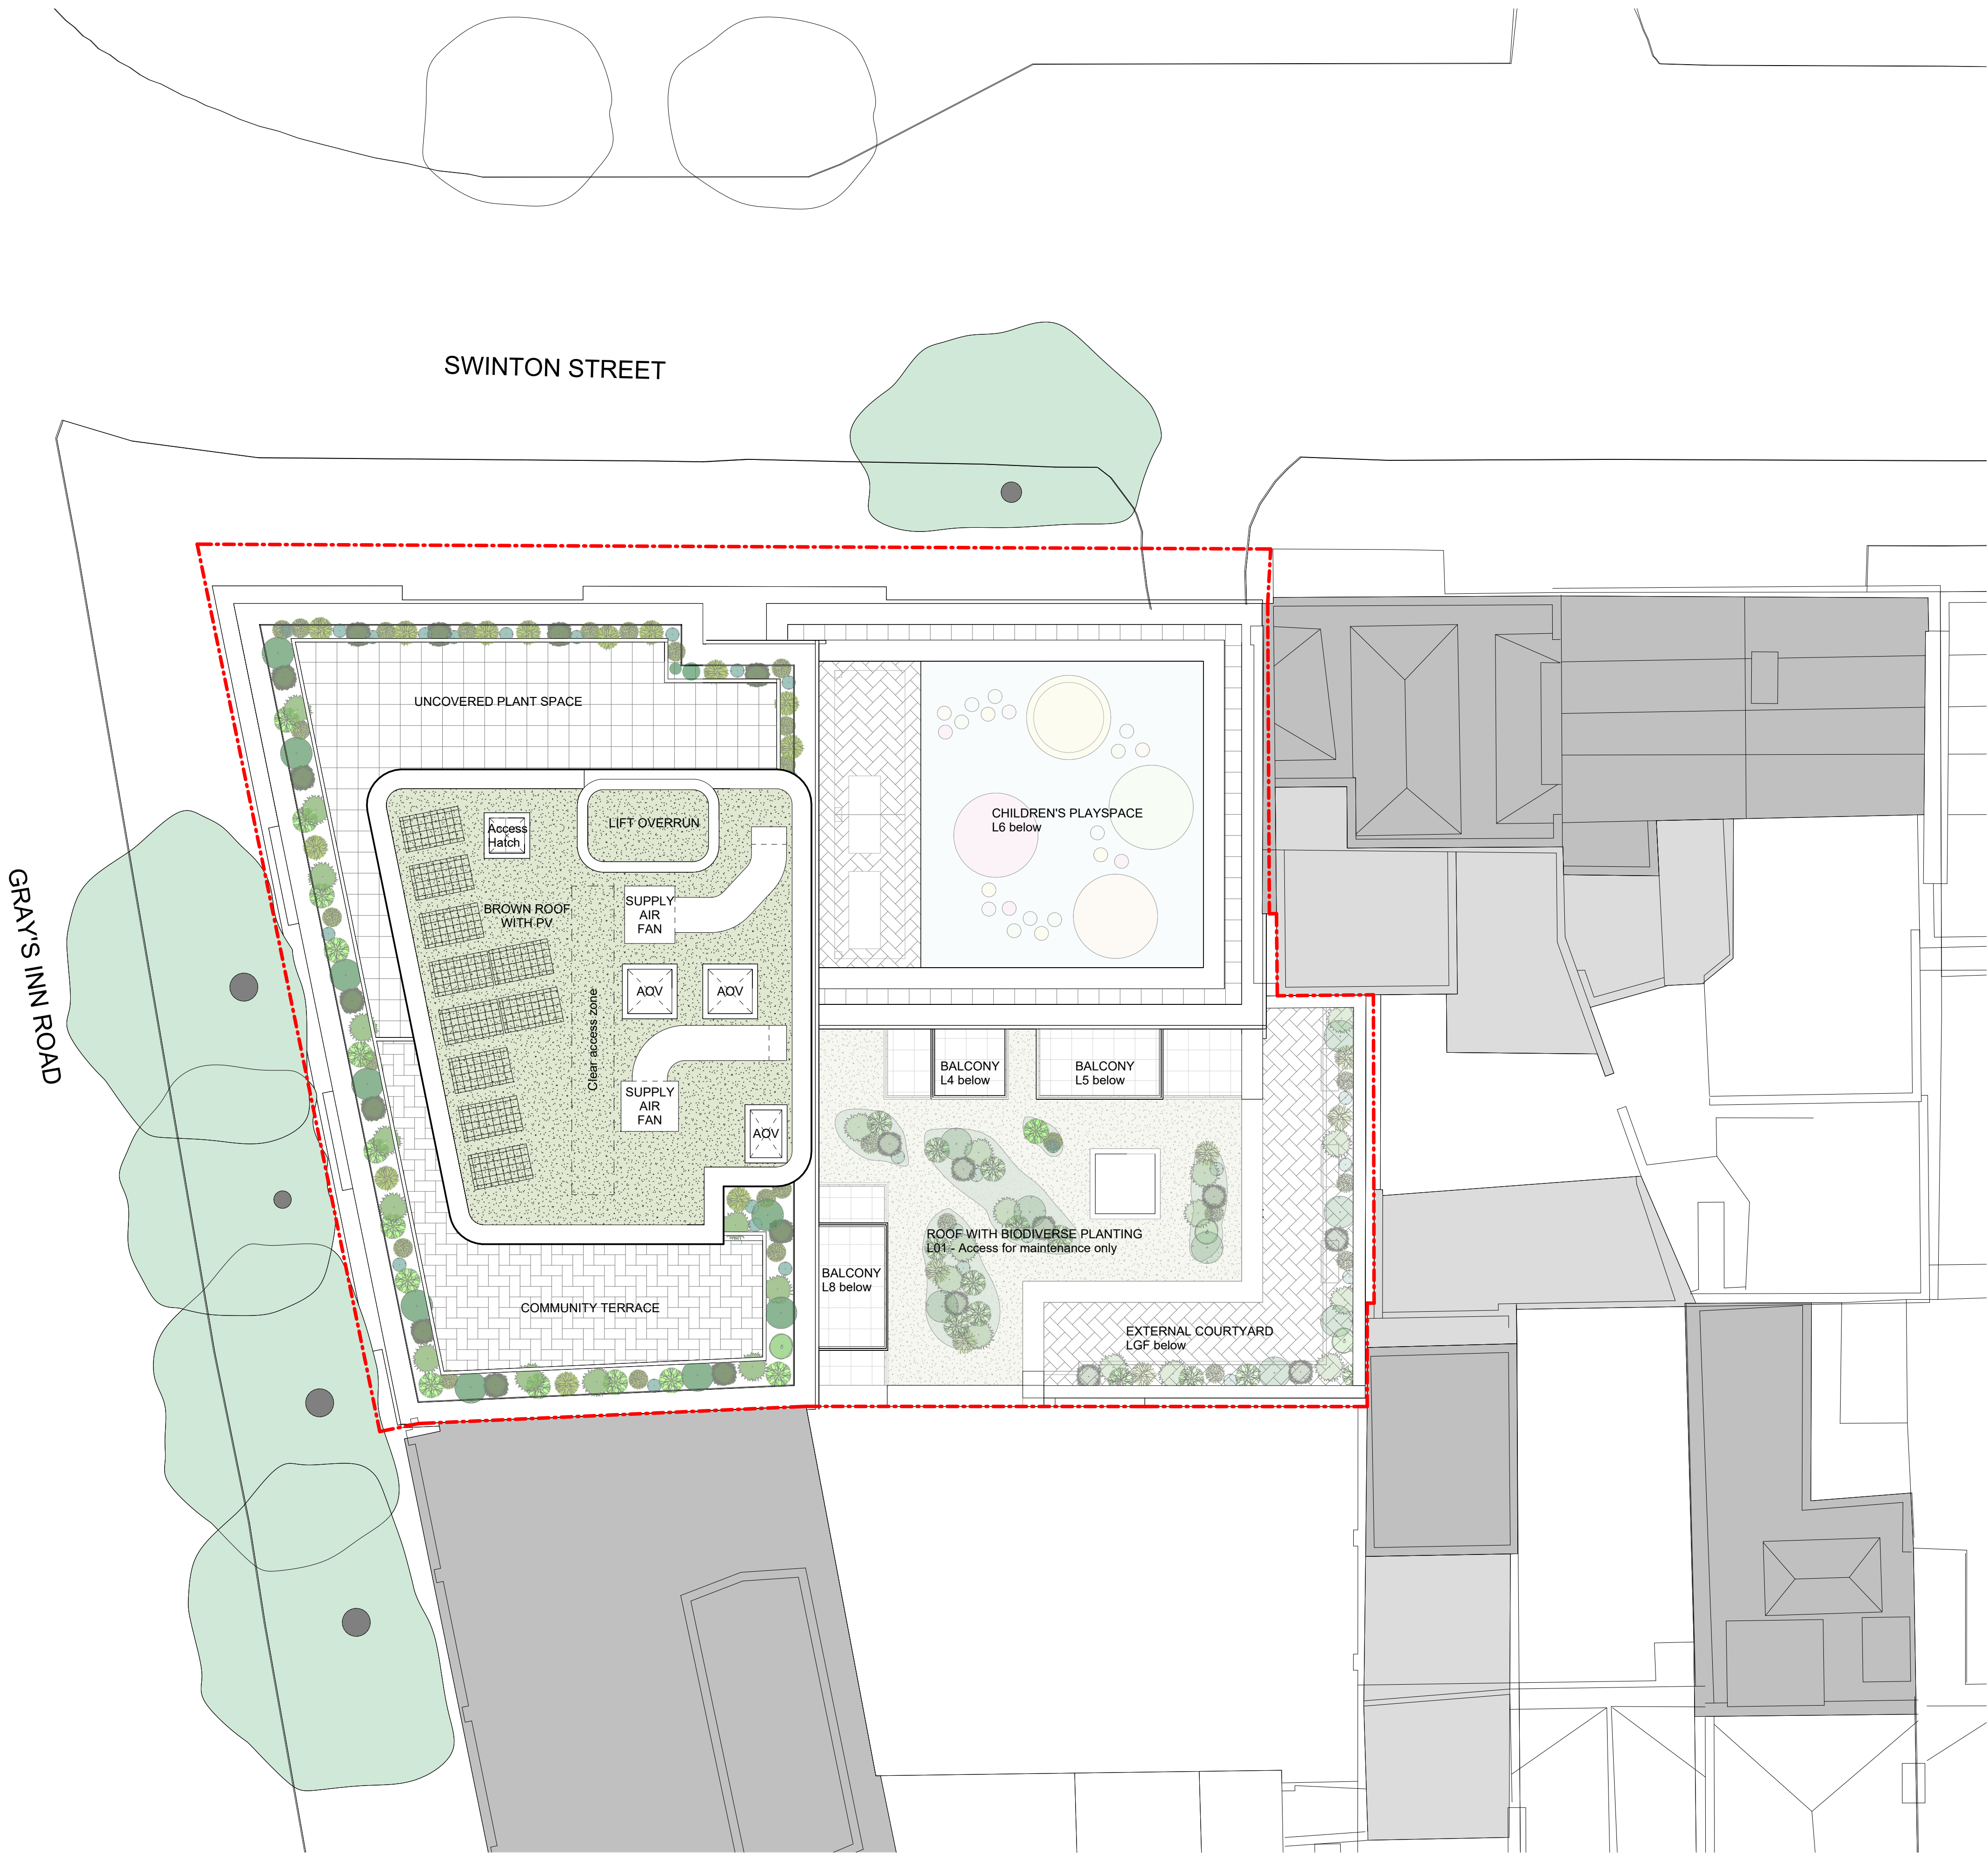 SWINTON STREET
GRAY'S INN ROAD
UNCOVERED PLANT SPACE
Access
Hatch
LIFT OVERRUN
CHILDREN'S PLAYSPACE
L6 below
BROWN ROOF
WITH PV
SUPPLY
AIR
FAN
AOV
AOV
Clear access zone
SUPPLY
AIR
FAN
AOV
BALCONY
L4 below
BALCONY
L5 below
ROOF WITH BIODIVERSE PLANTING
L01 - Access for maintenance only
BALCONY
L8 below
COMMUNITY TERRACE
EXTERNAL COURTYARD
LGF below